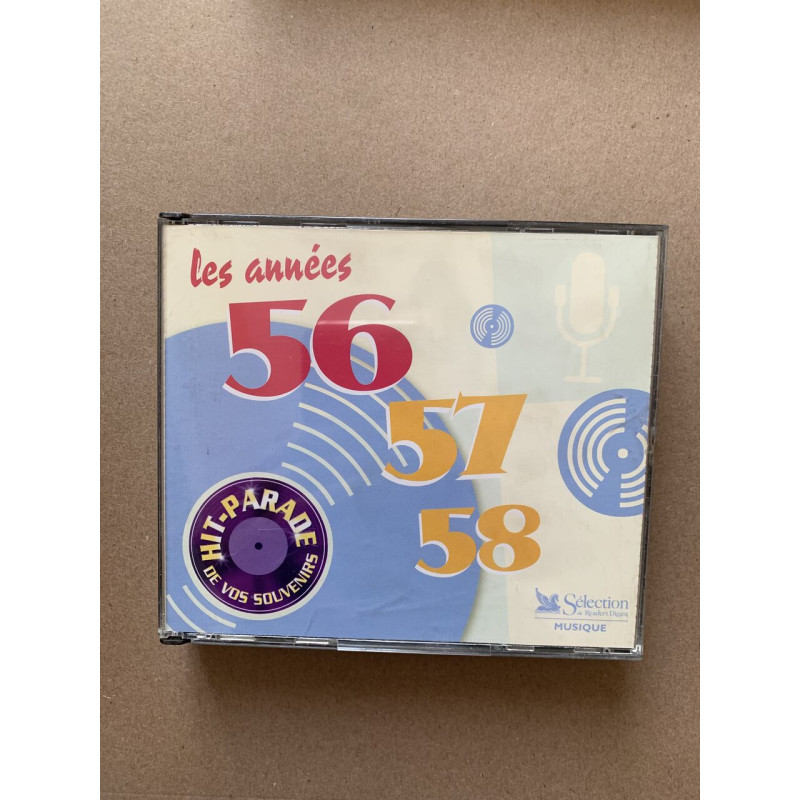 les années
56
57
58
HIT-PARADE
DE VOS SOUVENIRS
Sélection
du Reader's Digest
MUSIQUE